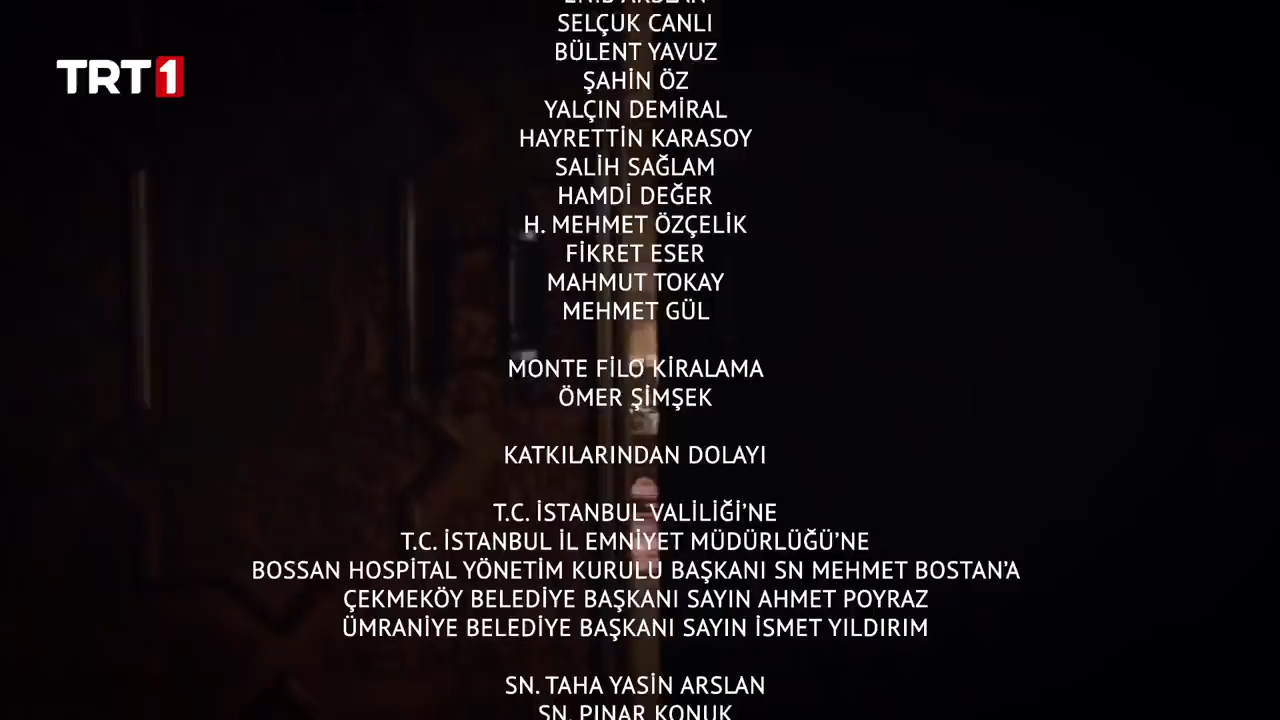 SELÇUK CANLI
BÜLENT YAVUZ
TRT1
ŞAHİN ÖZ
YALÇIN DEMİRAL
HAYRETTİN KARASOY
SALİH SAĞLAM
HAMDİ DEĞER
H. MEHMET ÖZÇELİK
FİKRET ESER
MAHMUT TOKAY
MEHMET GÜL
MONTE FİLO KİRALAMA
ÖMER ŞİMŞEK
KATKILARINDAN DOLAYI
T.C. İSTANBUL VALİLİĞİ'NE
T.C. İSTANBUL İL EMNİYET MÜDÜRLÜĞÜ'NE
BOSSAN HOSPİTAL YÖNETİM KURULU BAŞKANI SN MEHMET BOSTAN'A
ÇEKMEKÖY BELEDİYE BAŞKANI SAYIN AHMET POYRAZ
ÜMRANİYE BELEDİYE BAŞKANI SAYIN İSMET YILDIRIM
SN. TAHA YASİN ARSLAN
SN. PINAR KONUK